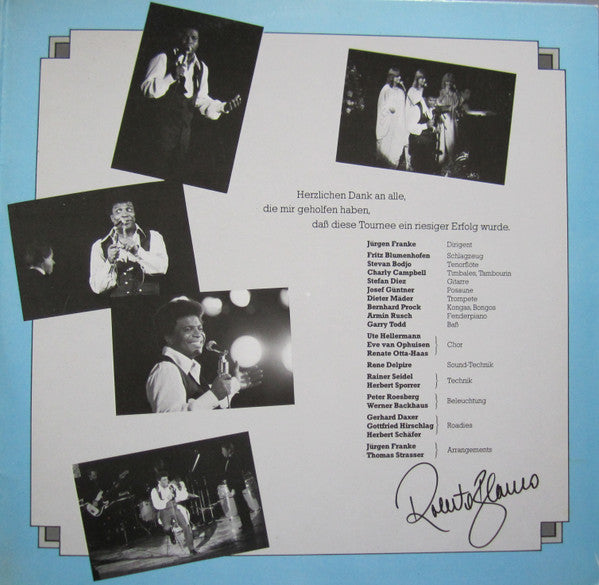 Herzlichen Dank an alle,
die mir geholfen haben,
daß diese Tournee ein riesiger Erfolg wurde.
Jürgen Franke Dirigent
Fritz Blumenhofen Schlagzeug
Stevan Bodjo Tenorflöte
Charly Campbell Timbales, Tambourin
Stefan Diez Gitarre
Josef Güntner Posaune
Dieter Mäder Trompete
Bernhard Prock Kongas, Bongos
Armin Rusch Fenderpiano
Garry Todd Baß
Ute Hellermann
Eve van Ophuisen Chor
Renate Otta-Haas
Rene Delpire Sound-Technik
Rainer Seidel
Herbert Sporrer Technik
Peter Roesberg
Werner Backhaus Beleuchtung
Gerhard Daxer
Gottfried Hirschlag Roadies
Herbert Schäfer
Jürgen Franke
Thomas Strasser Arrangements
Roberto Blanco